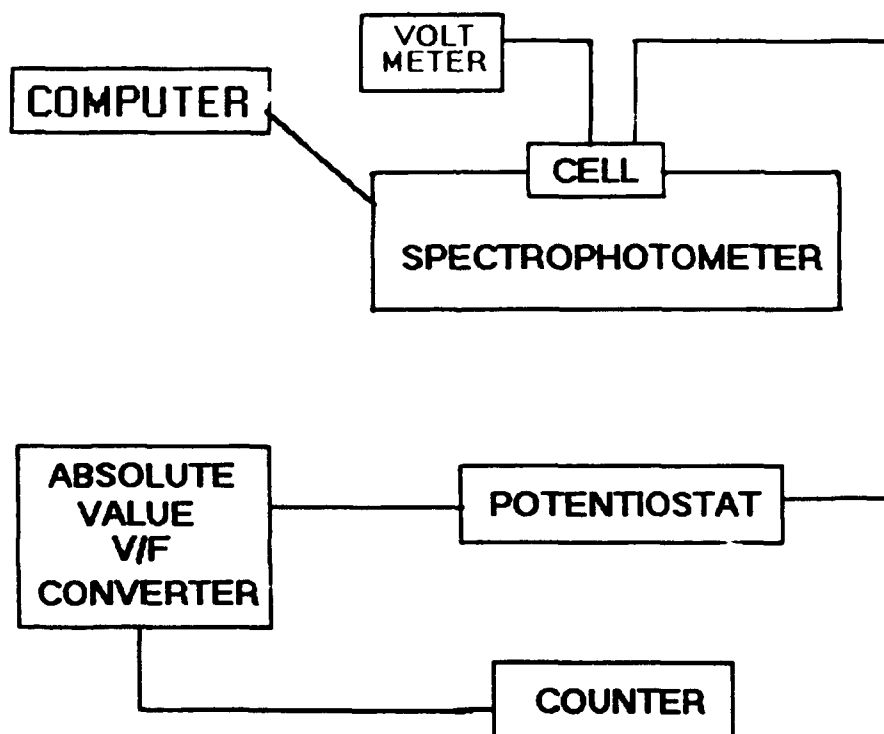 VOLT
METER
COMPUTER
CELL
SPECTROPHOTOMETER
ABSOLUTE
VALUE
V/F
CONVERTER
POTENTIOSTAT
COUNTER